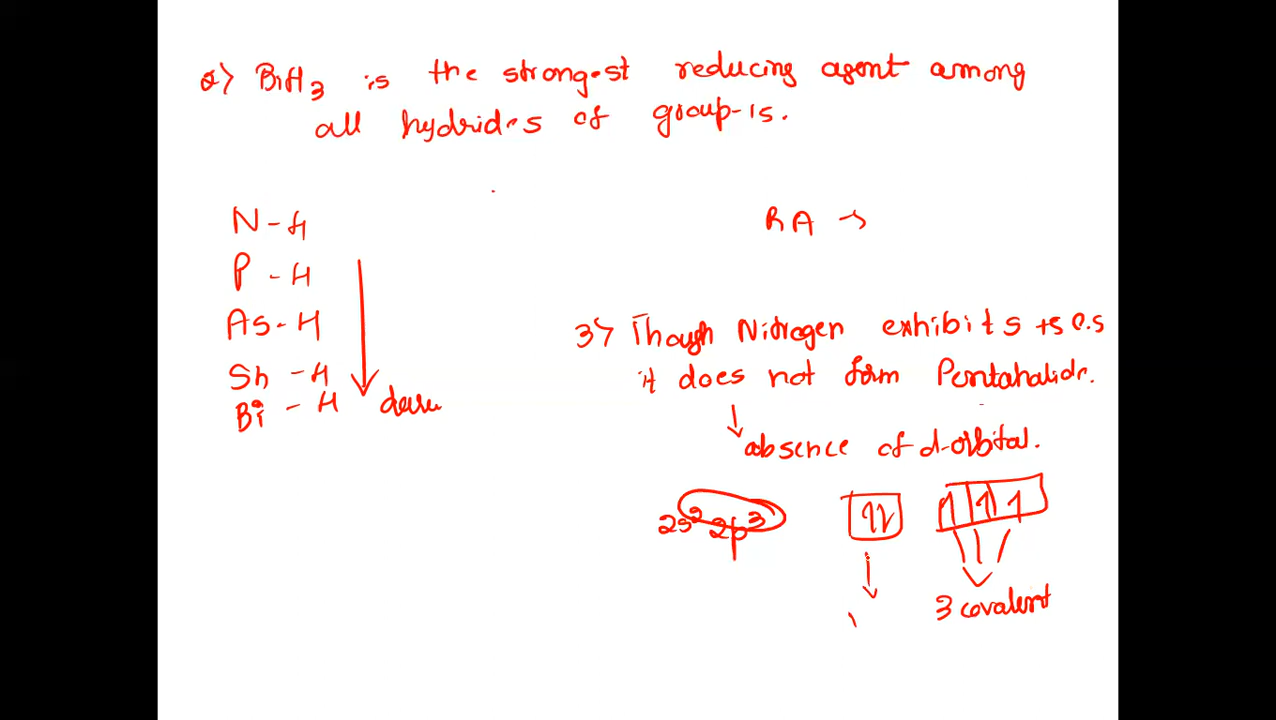 2> BiH3 is the strongest reducing agent among
all hydrides of group-15.
N - H
P - H
As - H
Sb - H
Bi - H
RA →
3> Though Nitrogen exhibits +5 O.S
it does not form Pentahalide.
absence of d-orbital.
2s² 2p³
3 covalent